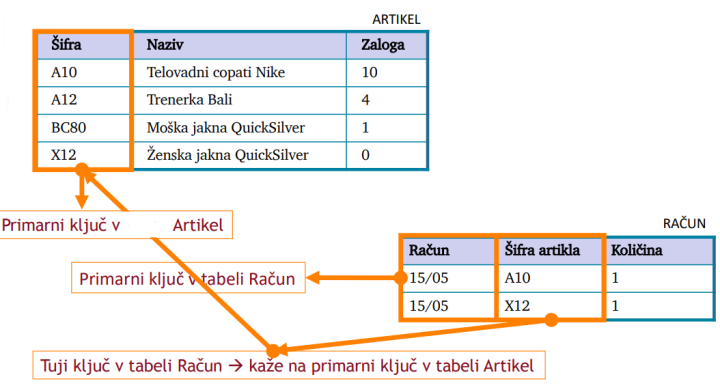 ARTIKEL
Šifra Naziv Zaloga
A10 Telovadni copati Nike 10
A12 Trenerka Bali 4
BC80 Moška jakna QuickSilver 1
X12 Ženska jakna QuickSilver 0
Primarni ključ v Artikel
RAČUN
Račun Šifra artikla Količina
15/05 A10 1
15/05 X12 1
Primarni ključ v tabeli Račun
Tuji ključ v tabeli Račun → kaže na primarni ključ v tabeli Artikel